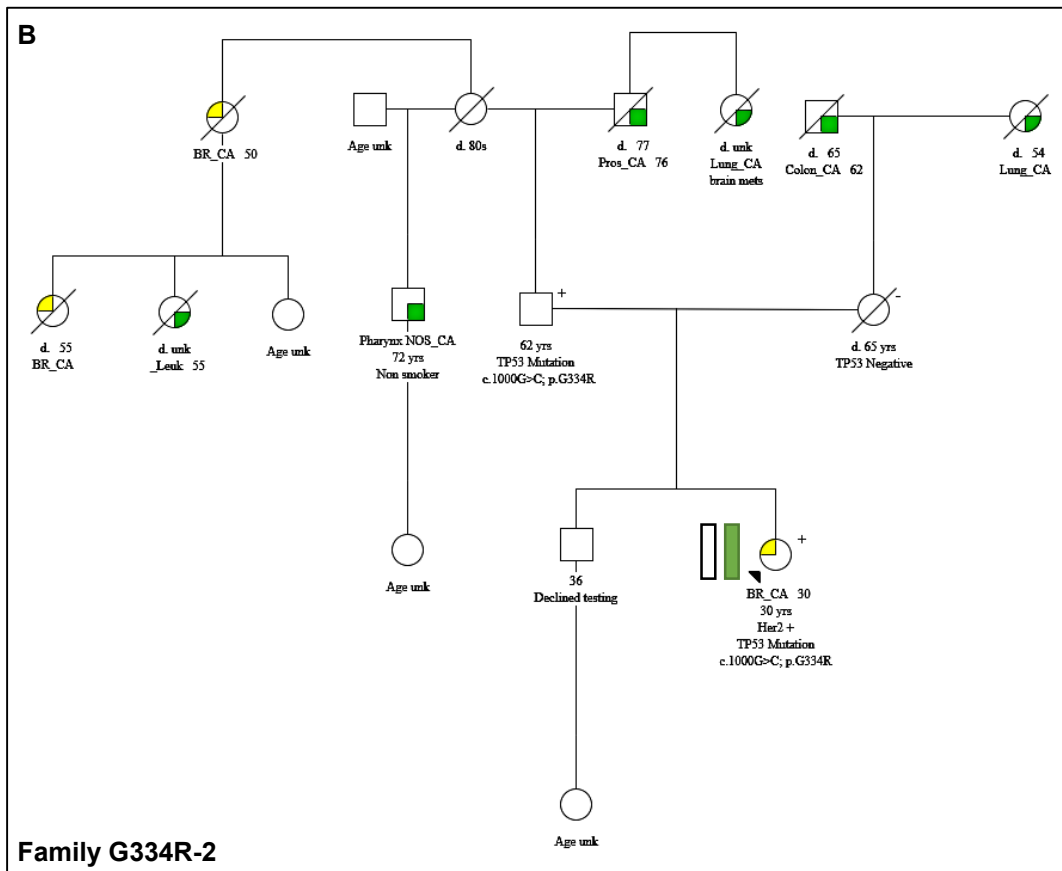 B
BR_CA 50
Age unk
d. 80s
d. 77
Pros_CA 76
d. unk
Lung_CA
brain mets
d. 65
Colon_CA 62
d. 54
Lung_CA
d. 55
BR_CA
d. unk
_Leuk 55
Age unk
Pharynx NOS_CA
72 yrs
Non smoker
+
62 yrs
TP53 Mutation
c.1000G>C; p.G334R
-
d. 65 yrs
TP53 Negative
Age unk
36
Declined testing
+
BR_CA 30
30 yrs
Her2 +
TP53 Mutation
c.1000G>C; p.G334R
Age unk
Family G334R-2